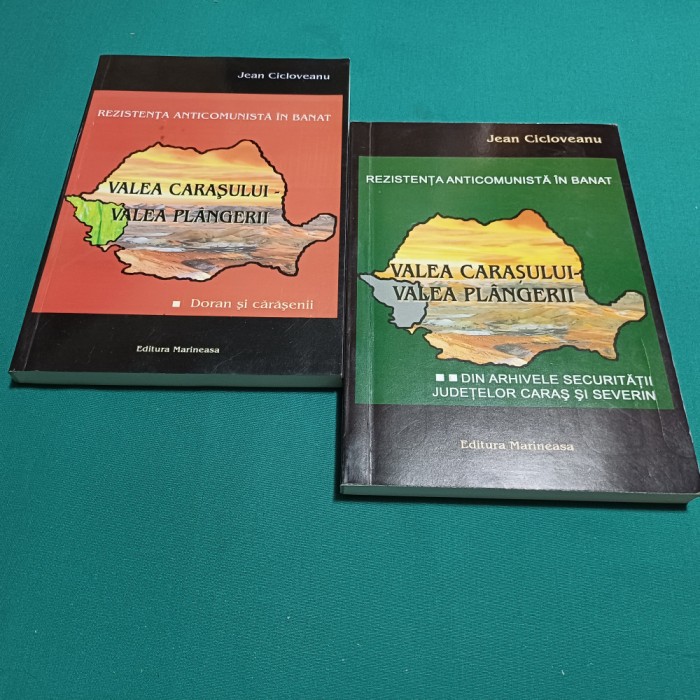 Jean Cicloveanu
REZISTENȚA ANTICOMUNISTĂ ÎN BANAT
VALEA CARAȘULUI -
VALEA PLÂNGERII
■ Doran și cărășenii
Editura Marineasa
Jean Cicloveanu
REZISTENȚA ANTICOMUNISTĂ ÎN BANAT
VALEA CARAȘULUI-
VALEA PLÂNGERII
■ ■ DIN ARHIVELE SECURITĂȚII
JUDEȚELOR CARAȘ ȘI SEVERIN
Editura Marineasa